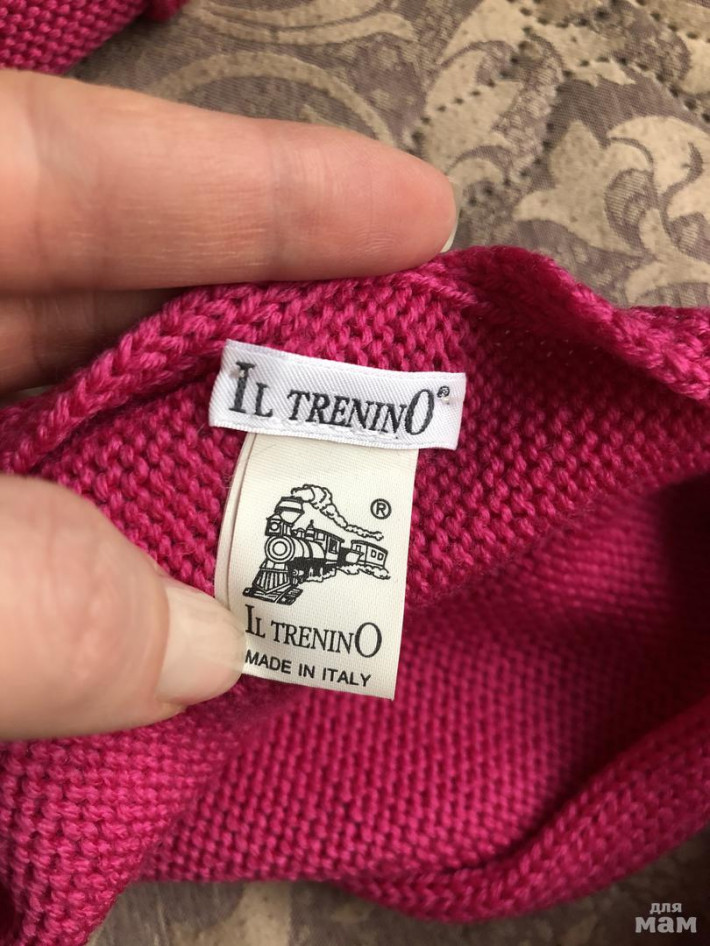 IL TRENINO®
®
IL TRENINO
MADE IN ITALY
для
мам